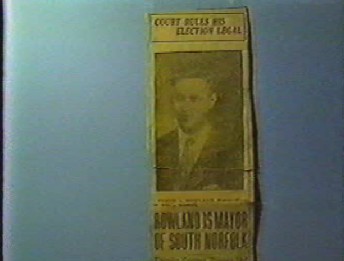 COURT RULES HIS
ELECTION LEGAL
ROWLAND IS MAYOR
OF SOUTH NORFOLK